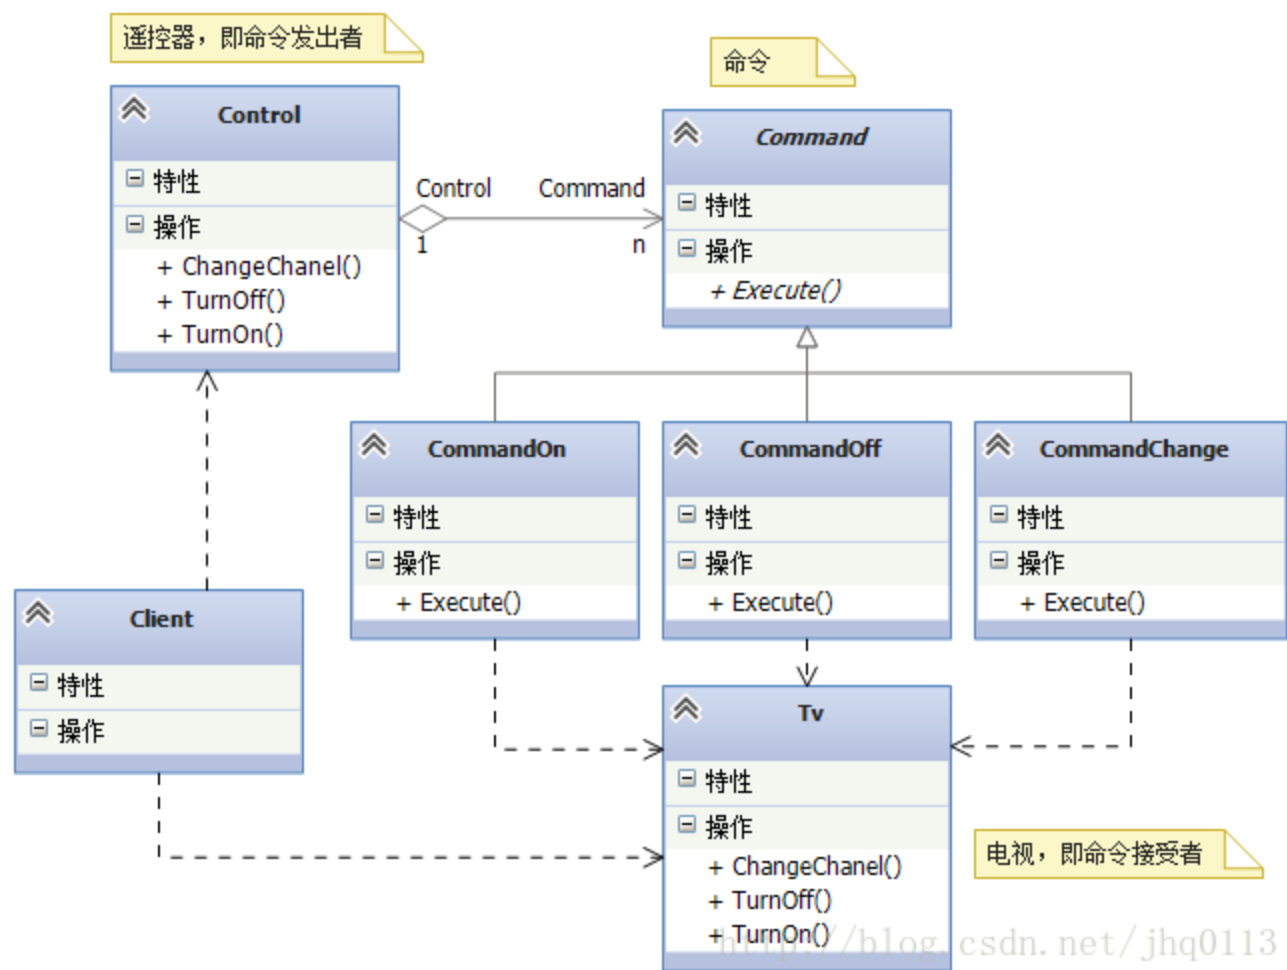 遥控器，即命令发出者
命令
Control
特性
操作
+ ChangeChanel()
+ TurnOff()
+ TurnOn()
Control
Command
1
n
Command
特性
操作
+ Execute()
CommandOn
特性
操作
+ Execute()
CommandOff
特性
操作
+ Execute()
CommandChange
特性
操作
+ Execute()
Client
特性
操作
Tv
特性
操作
+ ChangeChanel()
+ TurnOff()
+ TurnOn()
电视，即命令接受者
http://blog.csdn.net/jhq0113